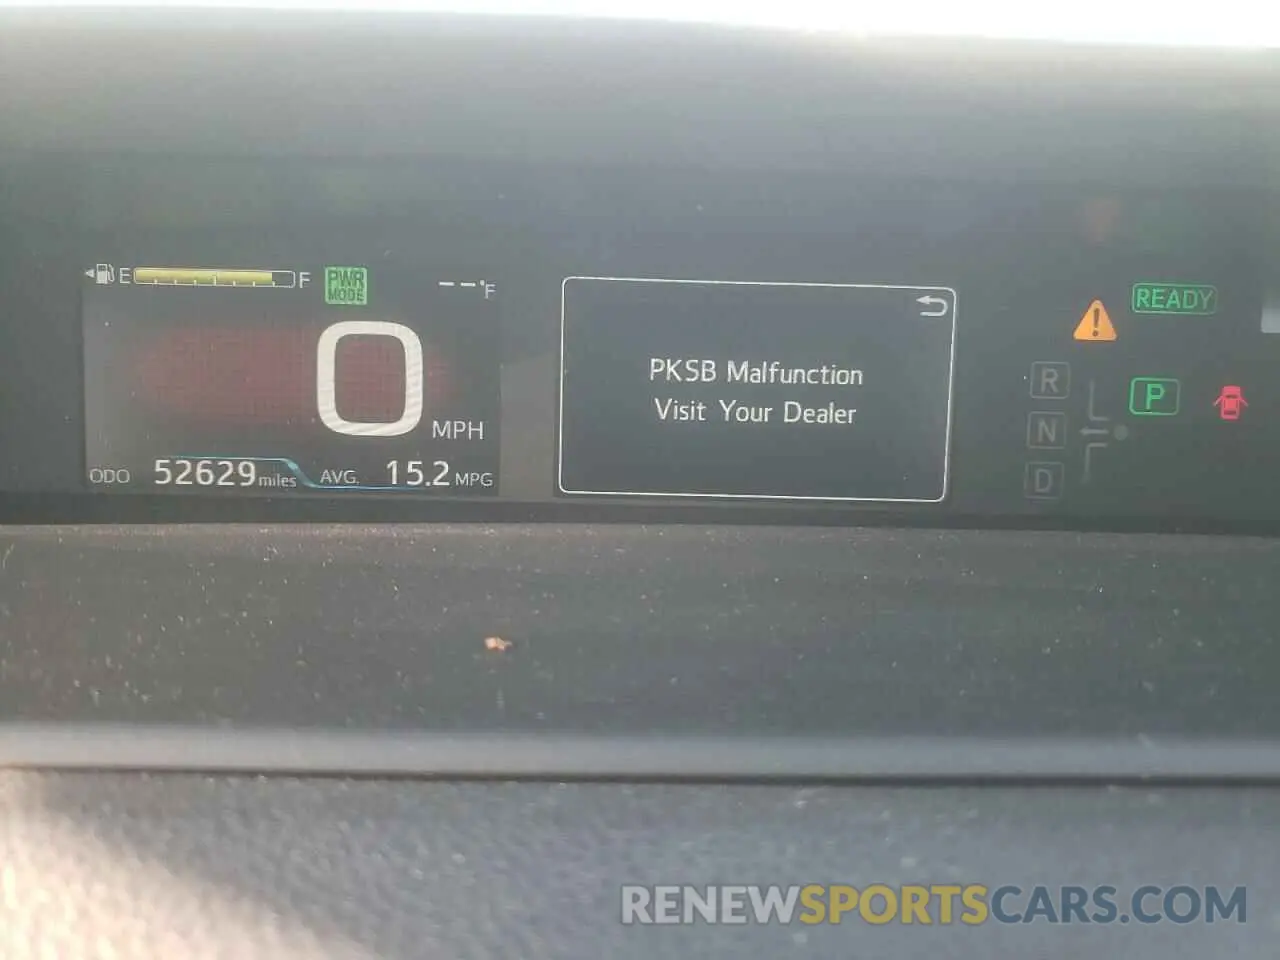 E F PWR MODE --°F
0 MPH
ODO 52629 miles AVG. 15.2 MPG
PKSB Malfunction
Visit Your Dealer
READY
R P
N
D
RENEWSPORTSCARS.COM